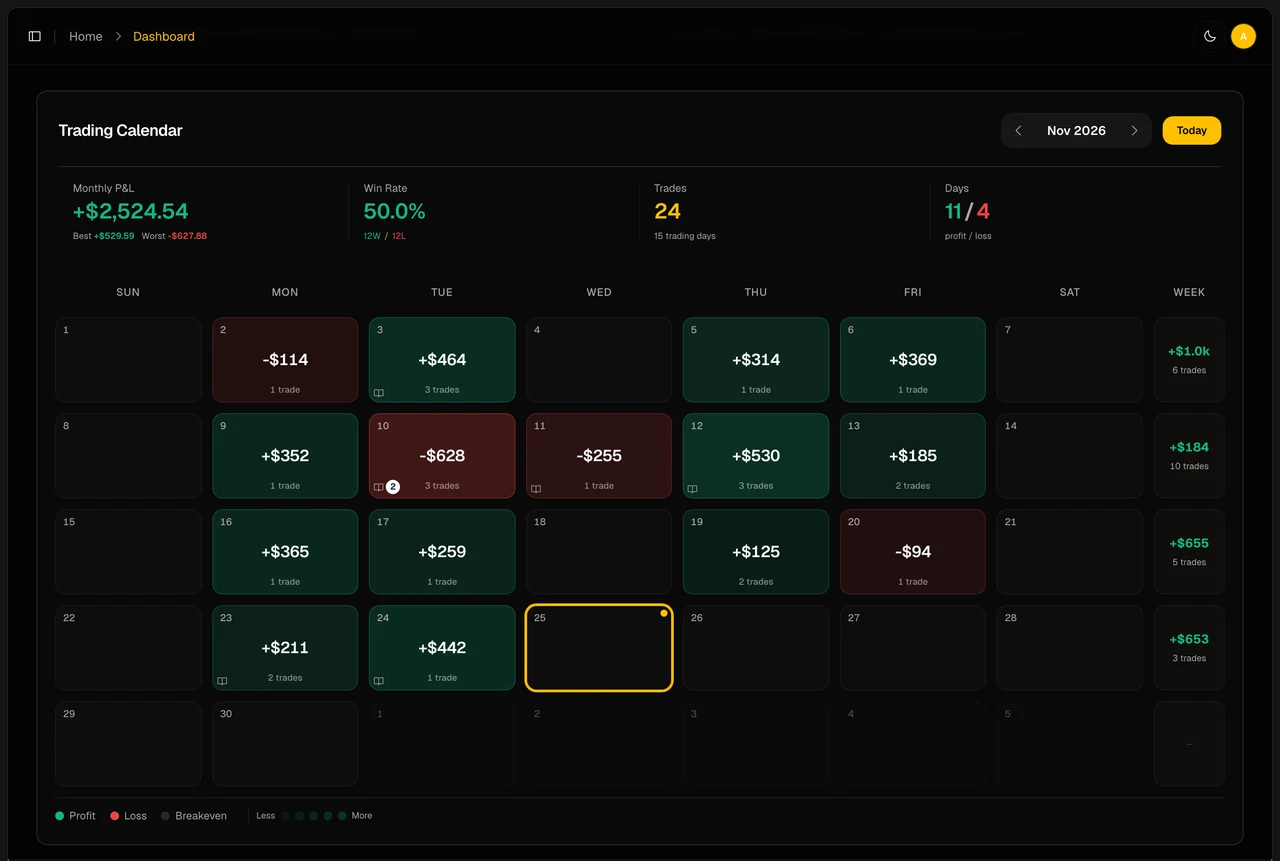 Home > Dashboard
A
Trading Calendar
Nov 2026
Today
Monthly P&L
+$2,524.54
Best +$529.59 Worst -$627.88
Win Rate
50.0%
12W / 12L
Trades
24
15 trading days
Days
11/4
profit / loss
SUN MON TUE WED THU FRI SAT WEEK
1 2 3 4 5 6 7
-$114 +$464 +$314 +$369 +$1.0k
1 trade 3 trades 1 trade 1 trade 6 trades
8 9 10 11 12 13 14
+$352 -$628 -$255 +$530 +$185 +$184
1 trade 2 3 trades 1 trade 3 trades 2 trades 10 trades
15 16 17 18 19 20 21
+$365 +$259 +$125 -$94 +$655
1 trade 1 trade 2 trades 1 trade 5 trades
22 23 24 25 26 27 28
+$211 +$442 +$653
2 trades 1 trade 3 trades
29 30 1 2 3 4 5
–
Profit Loss Breakeven Less More